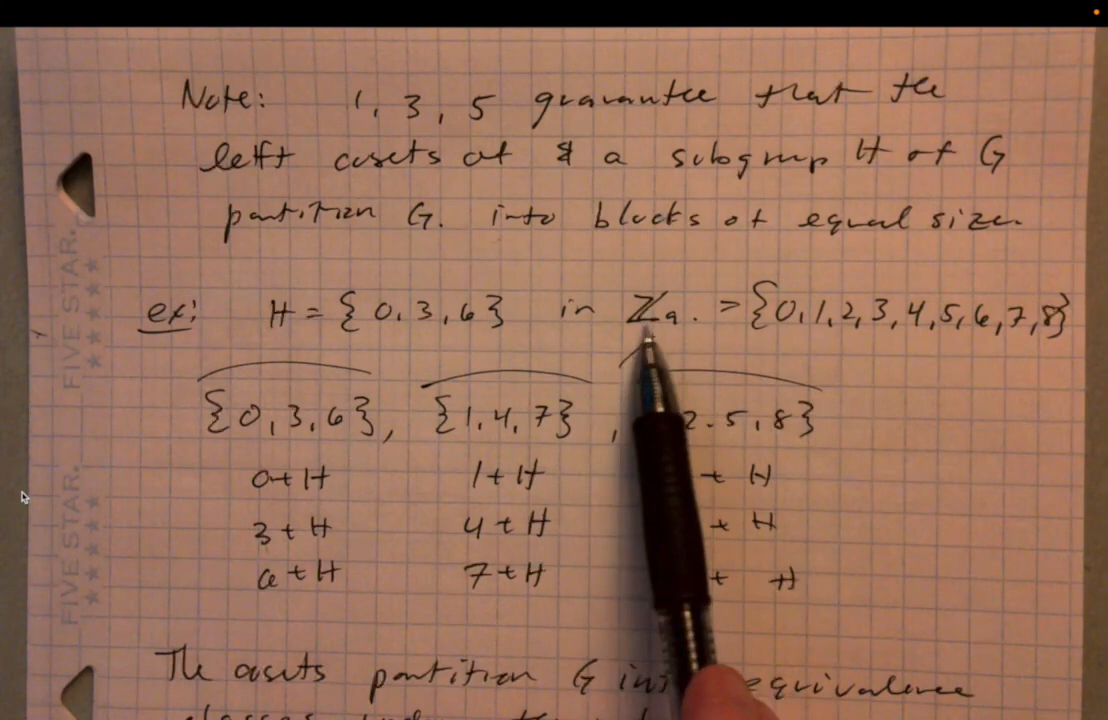 Note: 1, 3, 5 guarantee that the
left cosets of a subgroup H of G
partition G. into blocks of equal size.
ex: H = {0, 3, 6} in ℤ9. = {0, 1, 2, 3, 4, 5, 6, 7, 8}
{0, 3, 6}, {1, 4, 7}, 2, 5, 8}
0 + H 1 + H + H
3 + H 4 + H + H
6 + H 7 + H + H
The cosets partition G equivalence
FIVE STAR.
FIVE STAR.